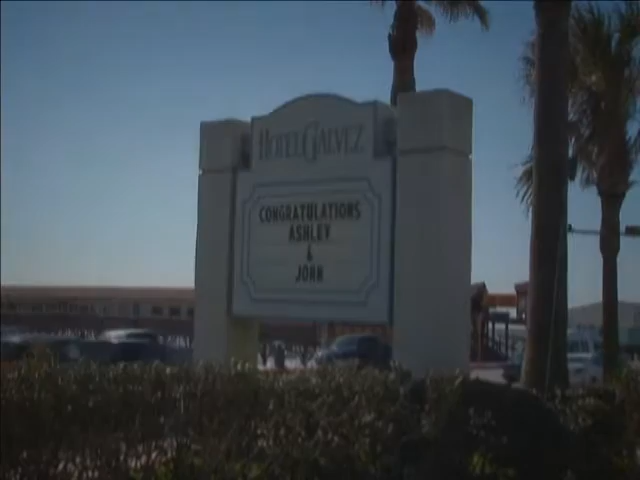 HOTEL GALVEZ
CONGRATULATIONS
ASHLEY
&
JOHN